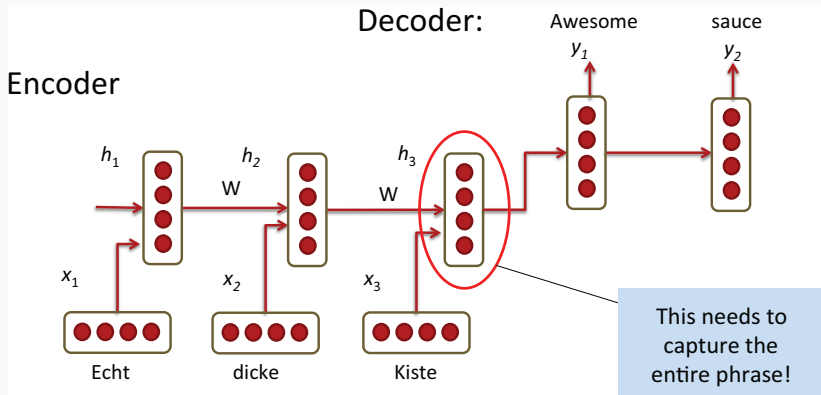 Decoder:
Awesome
sauce
y1
y2
Encoder
h1
h2
h3
W
W
x1
x2
x3
This needs to
capture the
entire phrase!
Echt
dicke
Kiste